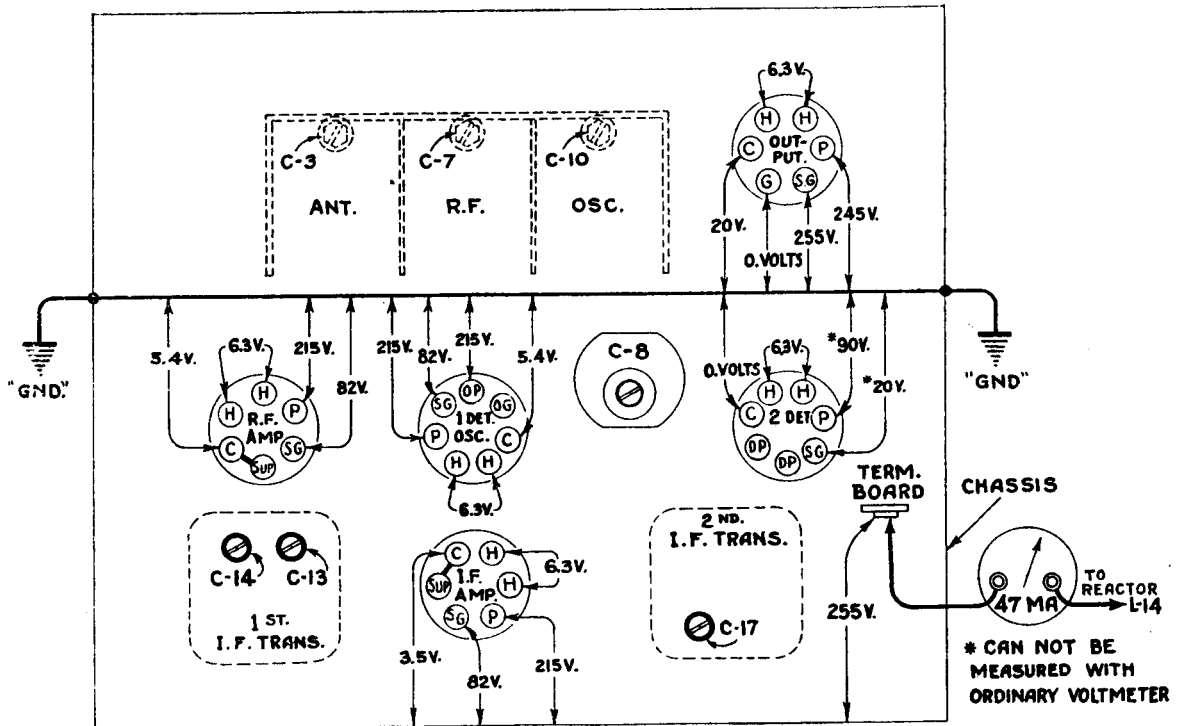 6.3V.
H H
C OUT- P
PUT.
G SG
C-3 C-7 C-10
ANT. R.F. OSC.
20V. 0.VOLTS 255V. 245V.
"GND." "GND"
5.4V. 6.3V. 215V. 82V.
H
H P
R.F.
AMP
C SG
SUP
215V. 82V. 215V. 5.4V.
OP
SG OG
1 DET.
P OSC. C
H H
6.3V.
C-8
0.VOLTS 6.3V. *90V. *20V.
H H
C 2 DET P
DP DP SG
TERM.
BOARD
CHASSIS
C-14 C-13
1 ST.
I.F. TRANS.
C H
6.3V.
SUP I.F. H
AMP.
SG P
3.5V. 82V. 215V.
2 ND.
I.F. TRANS.
C-17
255V.
47 MA
TO
REACTOR
L-14
* CAN NOT BE
MEASURED WITH
ORDINARY VOLTMETER